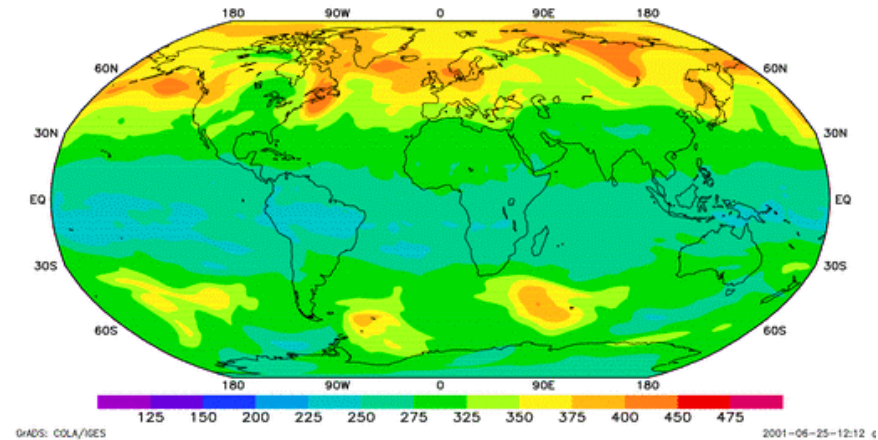 180 90W 0 90E 180
60N 60N
30N 30N
EQ EQ
30S 30S
60S 60S
180 90W 0 90E 180
125 150 200 225 250 275 325 350 375 400 450 475
GrADS: COLA/IGES 2001-06-25-12:12